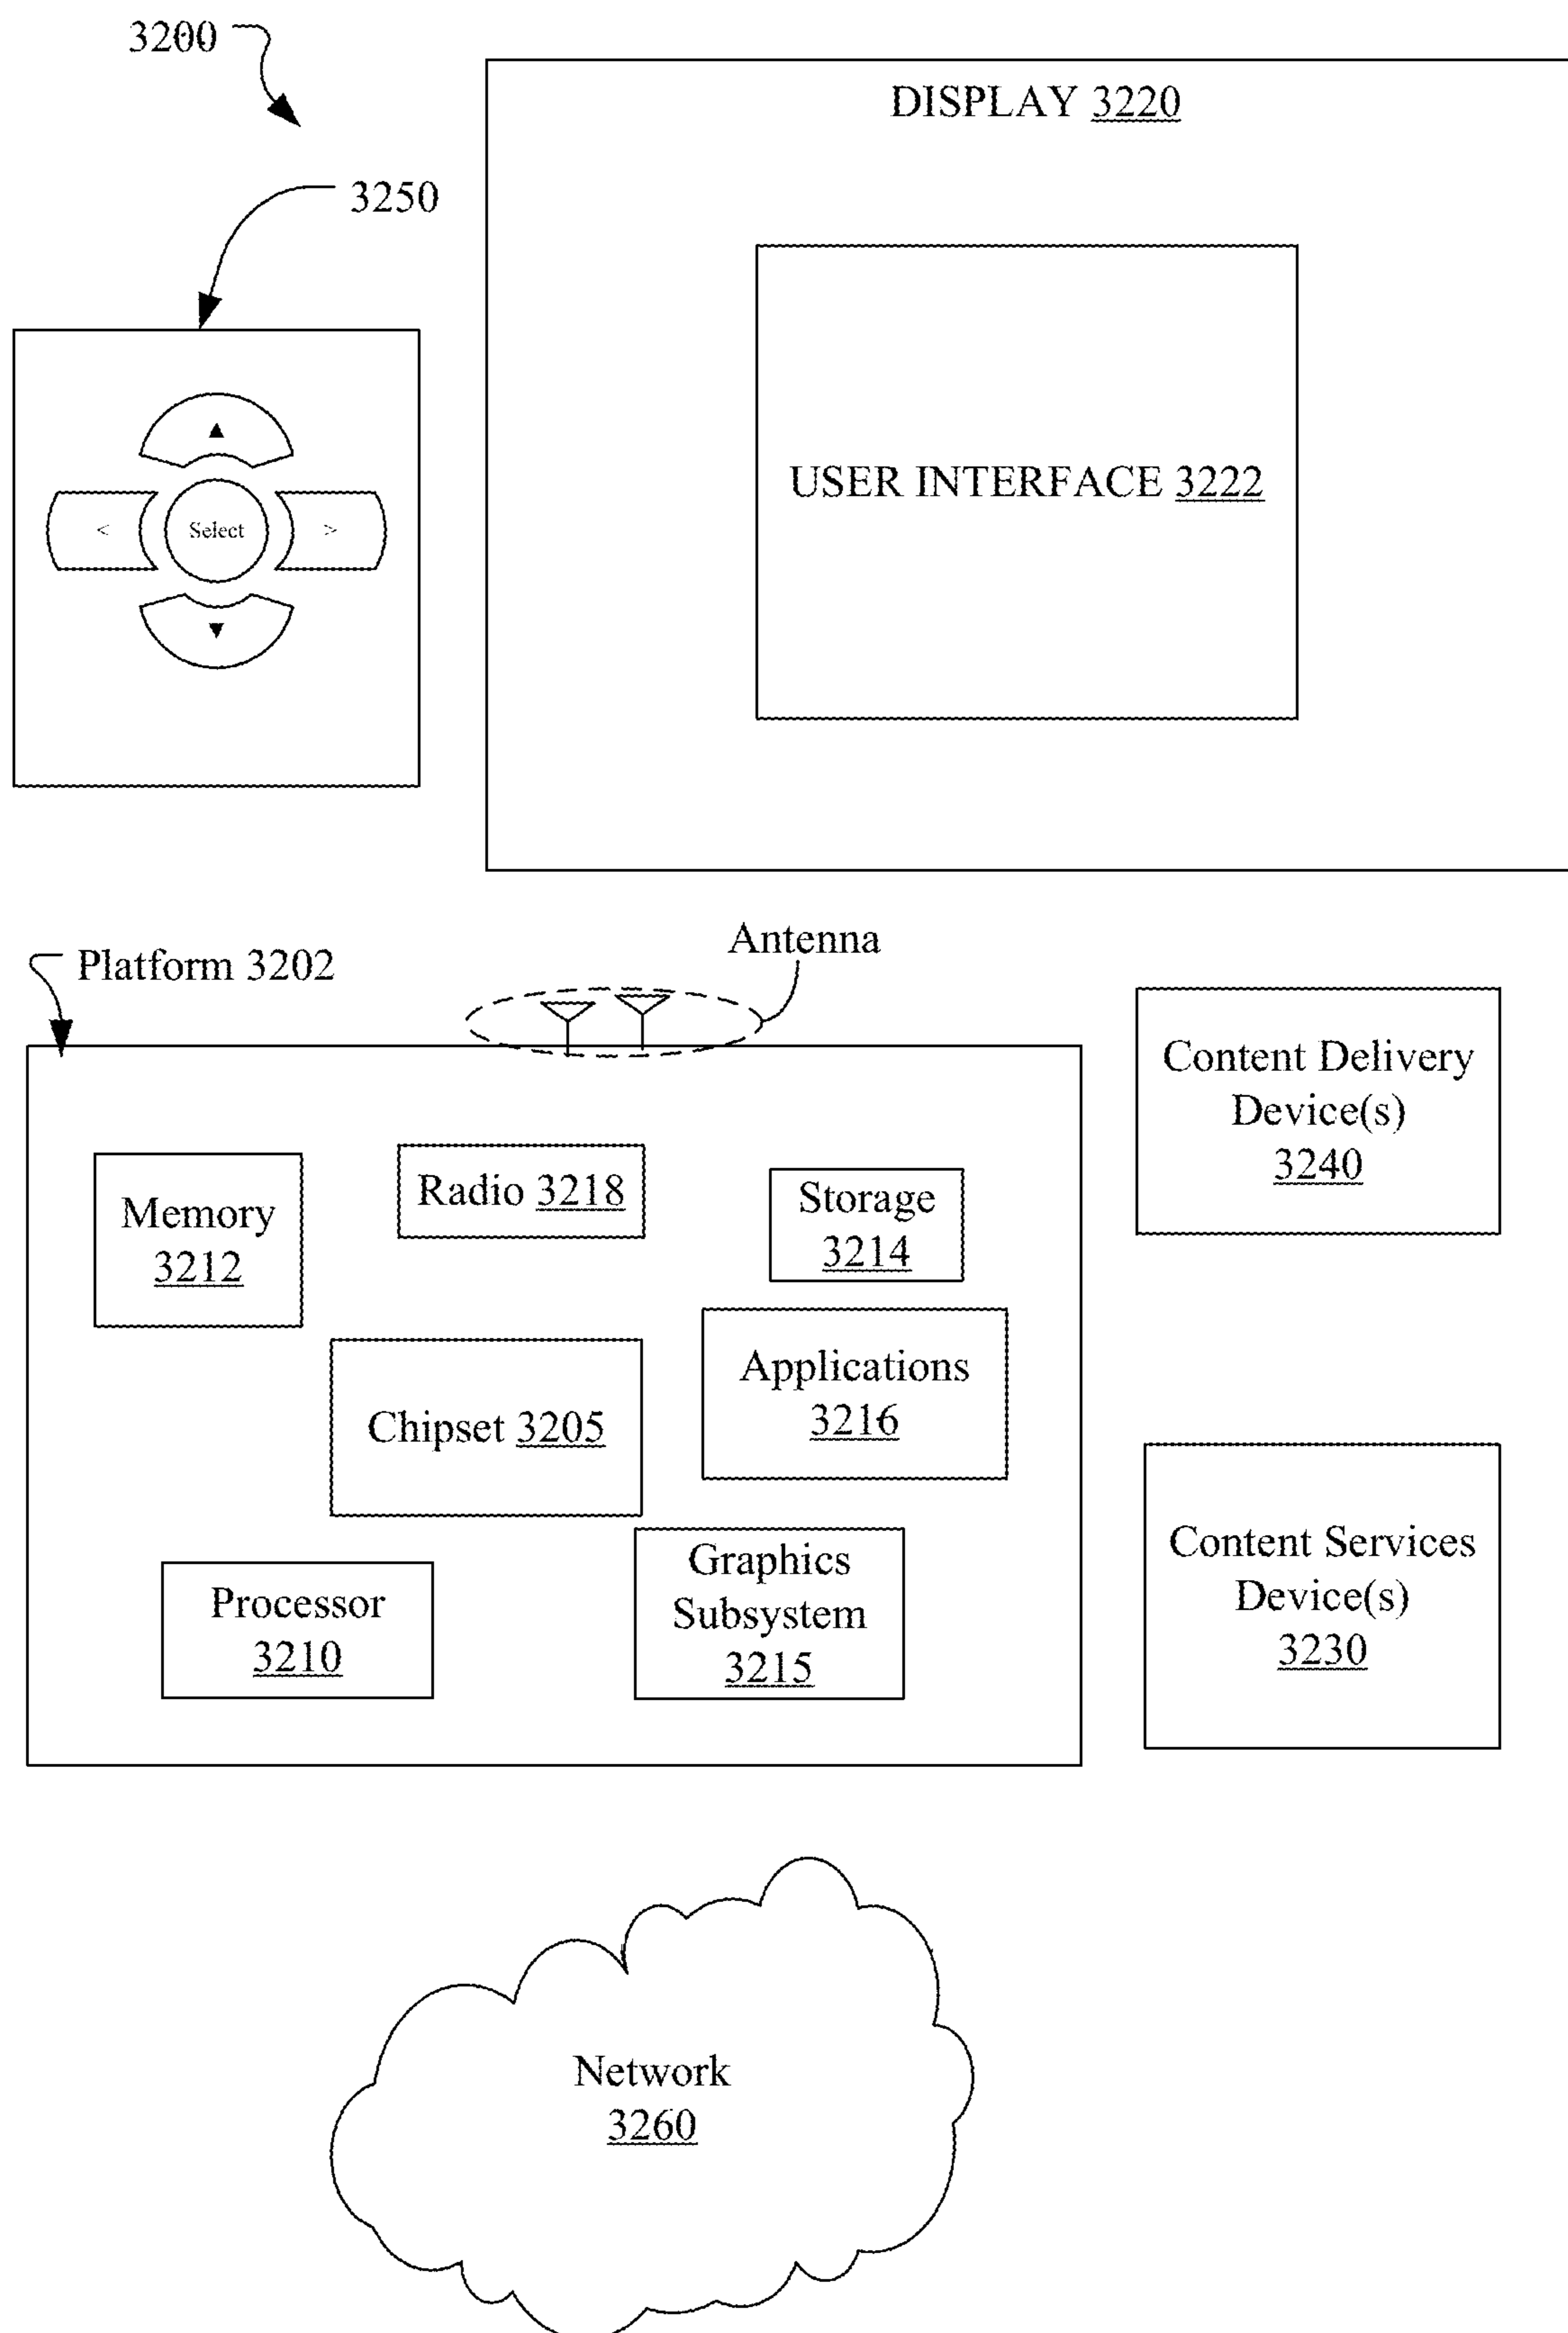 3200
DISPLAY 3220
3250
USER INTERFACE 3222
▲
<
Select
>
▼
Antenna
Platform 3202
Content Delivery
Device(s)
3240
Memory
3212
Radio 3218
Storage
3214
Chipset 3205
Applications
3216
Processor
3210
Graphics
Subsystem
3215
Content Services
Device(s)
3230
Network
3260